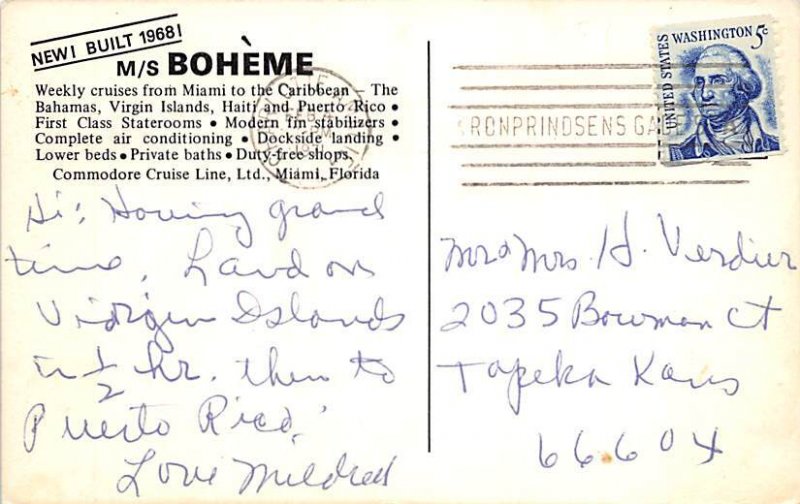 NEW! BUILT 1968!
M/S BOHÈME
Weekly cruises from Miami to the Caribbean – The
Bahamas, Virgin Islands, Haiti and Puerto Rico •
First Class Staterooms • Modern fin stabilizers •
Complete air conditioning • Dockside landing •
Lower beds • Private baths • Duty-free shops,
Commodore Cruise Line, Ltd., Miami, Florida
Hi: Having grand
time, Land on
Virgin Islands
in ½ hr. then to
Puerto Rico.
Love Mildred
UNITED STATES
WASHINGTON 5c
KRONPRINDSENS GA
Mr & Mrs. H. Verdier
2035 Bowman Ct
Topeka Kans
66604